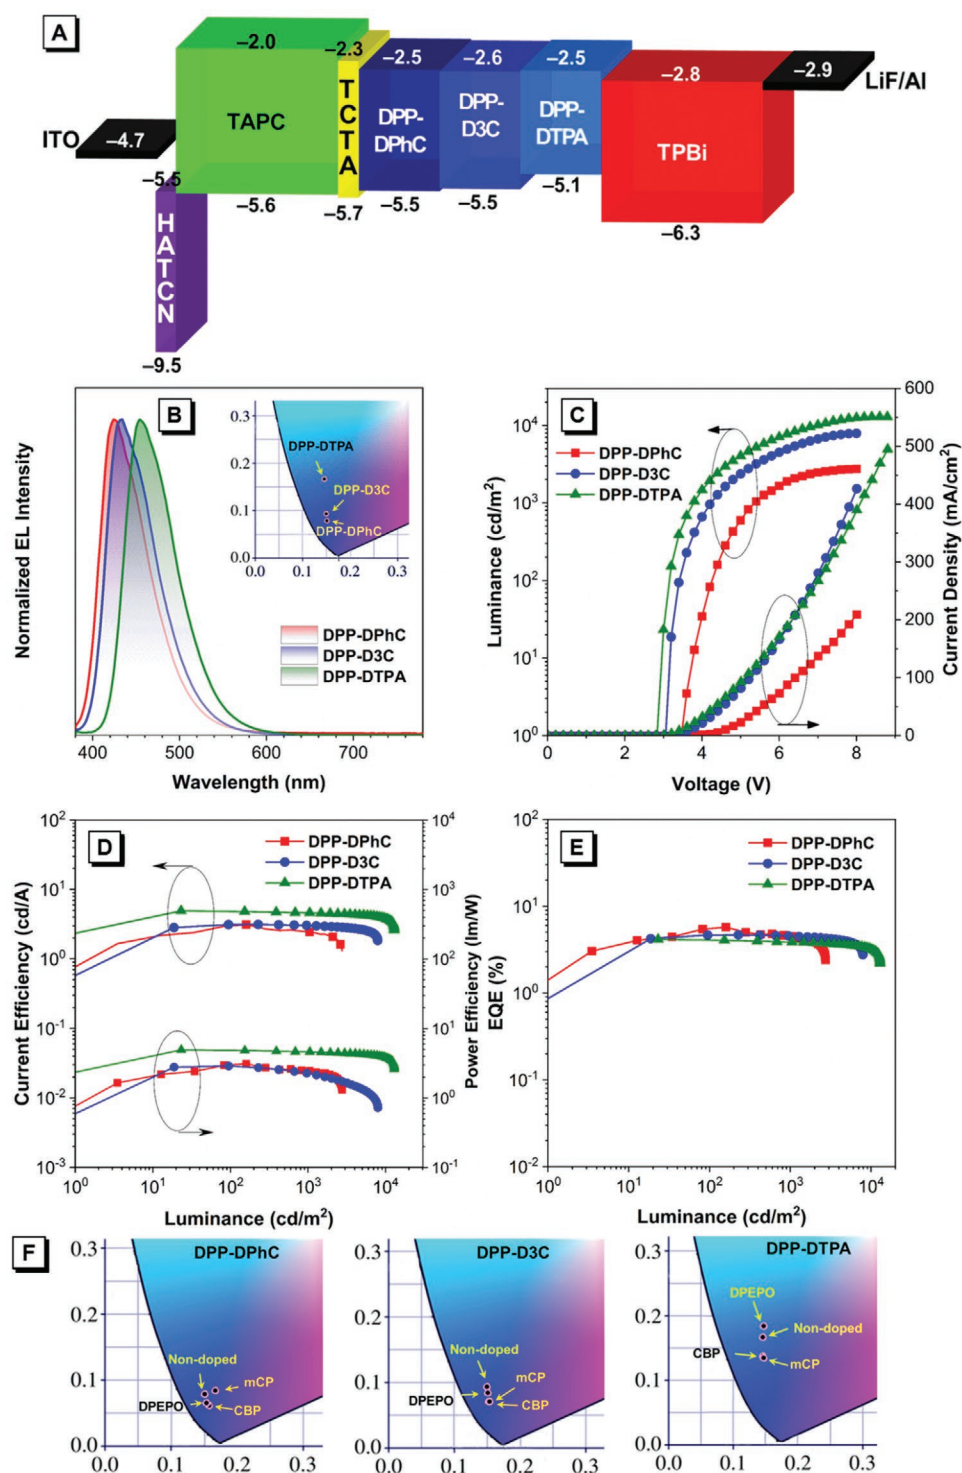 A
−2.0
−2.3
−2.5
−2.6
−2.5
−2.8
−2.9
LiF/Al
ITO
−4.7
TAPC
TCTA
DPP-DPhC
DPP-D3C
DPP-DTPA
TPBi
−5.5
−5.6
−5.7
−5.5
−5.5
−5.1
−6.3
HATCN
−9.5
B
Normalized EL Intensity
0.3
0.2
0.1
0.0
0.0 0.1 0.2 0.3
DPP-DTPA
DPP-D3C
DPP-DPhC
DPP-DPhC
DPP-D3C
DPP-DTPA
400 500 600 700
Wavelength (nm)
C
Luminance (cd/m²)
10⁴
10³
10²
10¹
10⁰
DPP-DPhC
DPP-D3C
DPP-DTPA
600
500
400
300
200
100
0
Current Density (mA/cm²)
0 2 4 6 8
Voltage (V)
D
Current Efficiency (cd/A)
10²
10¹
10⁰
10⁻¹
10⁻²
10⁻³
DPP-DPhC
DPP-D3C
DPP-DTPA
10⁴
10³
10²
10¹
10⁰
10⁻¹
Power Efficiency (lm/W)
10⁰ 10¹ 10² 10³ 10⁴
Luminance (cd/m²)
E
EQE (%)
10²
10¹
10⁰
10⁻¹
10⁻²
DPP-DPhC
DPP-D3C
DPP-DTPA
10⁰ 10¹ 10² 10³ 10⁴
Luminance (cd/m²)
F
DPP-DPhC
0.3
0.2
0.1
0.0
Non-doped
mCP
DPEPO
CBP
0.0 0.1 0.2 0.3
DPP-D3C
0.3
0.2
0.1
0.0
Non-doped
mCP
DPEPO
CBP
0.0 0.1 0.2 0.3
DPP-DTPA
0.3
0.2
0.1
0.0
DPEPO
Non-doped
CBP
mCP
0.0 0.1 0.2 0.3